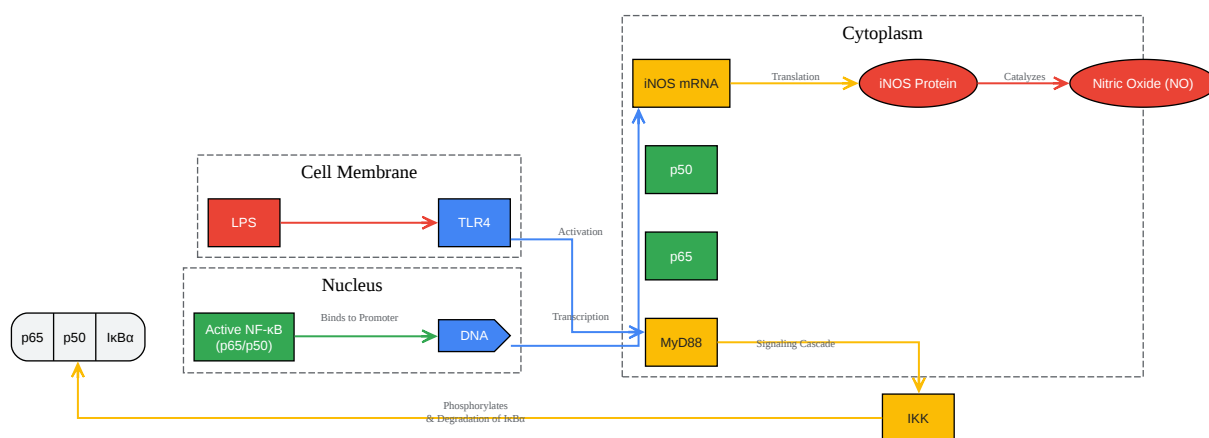 Cytoplasm
iNOS mRNA
Translation
iNOS Protein
Catalyzes
Nitric Oxide (NO)
p50
Cell Membrane
LPS
TLR4
Activation
p65
Nucleus
Active NF-κB
(p65/p50)
Binds to Promoter
DNA
Transcription
MyD88
Signaling Cascade
p65
p50
IκBα
Phosphorylates
& Degradation of IκBα
IKK